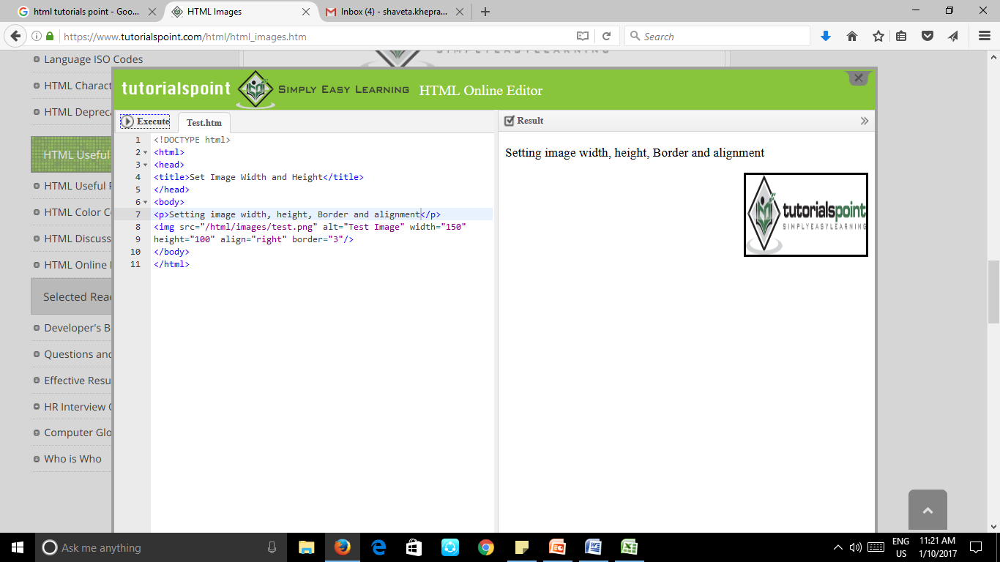 html tutorials point - Goo...
HTML Images
Inbox (4) - shaveta.khepra...
https://www.tutorialspoint.com/html/html_images.htm
Search
Language ISO Codes
SIMPLYEASYLEARNING
HTML Charact
HTML Depreca
HTML Useful
HTML Useful
HTML Color Co
HTML Discuss
HTML Online
Selected Read
Developer's B
Questions and
Effective Resu
HR Interview
Computer Glo
Who is Who
tutorialspoint SIMPLY EASY LEARNING HTML Online Editor
Execute
Test.htm
1 <!DOCTYPE html>
2 <html>
3 <head>
4 <title>Set Image Width and Height</title>
5 </head>
6 <body>
7 <p>Setting image width, height, Border and alignment</p>
8 <img src="/html/images/test.png" alt="Test Image" width="150"
9 height="100" align="right" border="3"/>
10 </body>
11 </html>
Result
Setting image width, height, Border and alignment
tutorialspoint
SIMPLYEASYLEARNING
Ask me anything
ENG
US
11:21 AM
1/10/2017